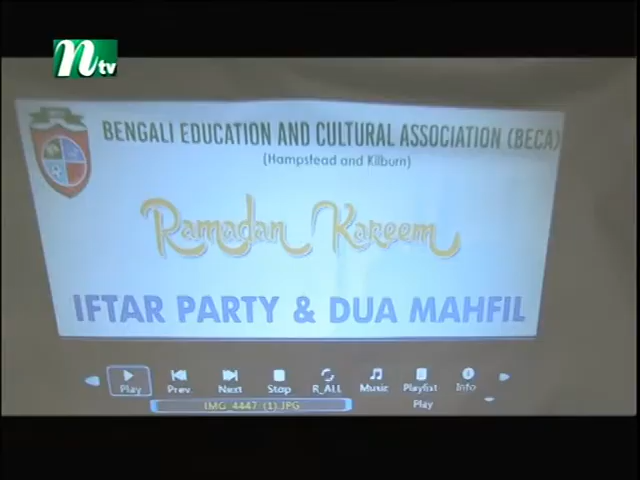 ntv
BENGALI EDUCATION AND CULTURAL ASSOCIATION (BECA)
(Hampstead and Kilburn)
Ramadan Kareem
IFTAR PARTY & DUA MAHFIL
Play Prev Next Stop R_ALL Music Playlist Info
Play
IMG_4447 (1).JPG